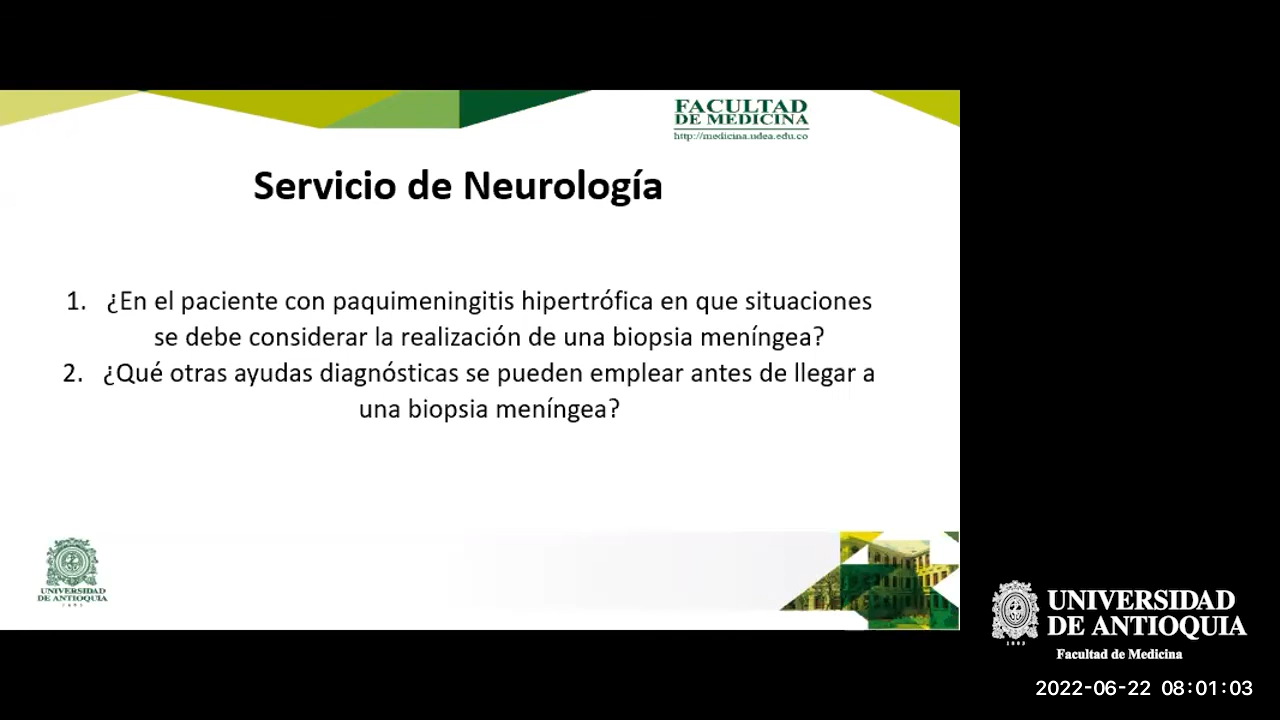 FACULTAD
DE MEDICINA
http://medicina.udea.edu.co
Servicio de Neurología
1. ¿En el paciente con paquimeningitis hipertrófica en que situaciones
se debe considerar la realización de una biopsia meníngea?
2. ¿Qué otras ayudas diagnósticas se pueden emplear antes de llegar a
una biopsia meníngea?
UNIVERSIDAD
DE ANTIOQUIA
1803
UNIVERSIDAD
DE ANTIOQUIA
1803
Facultad de Medicina
2022-06-22 08:01:03